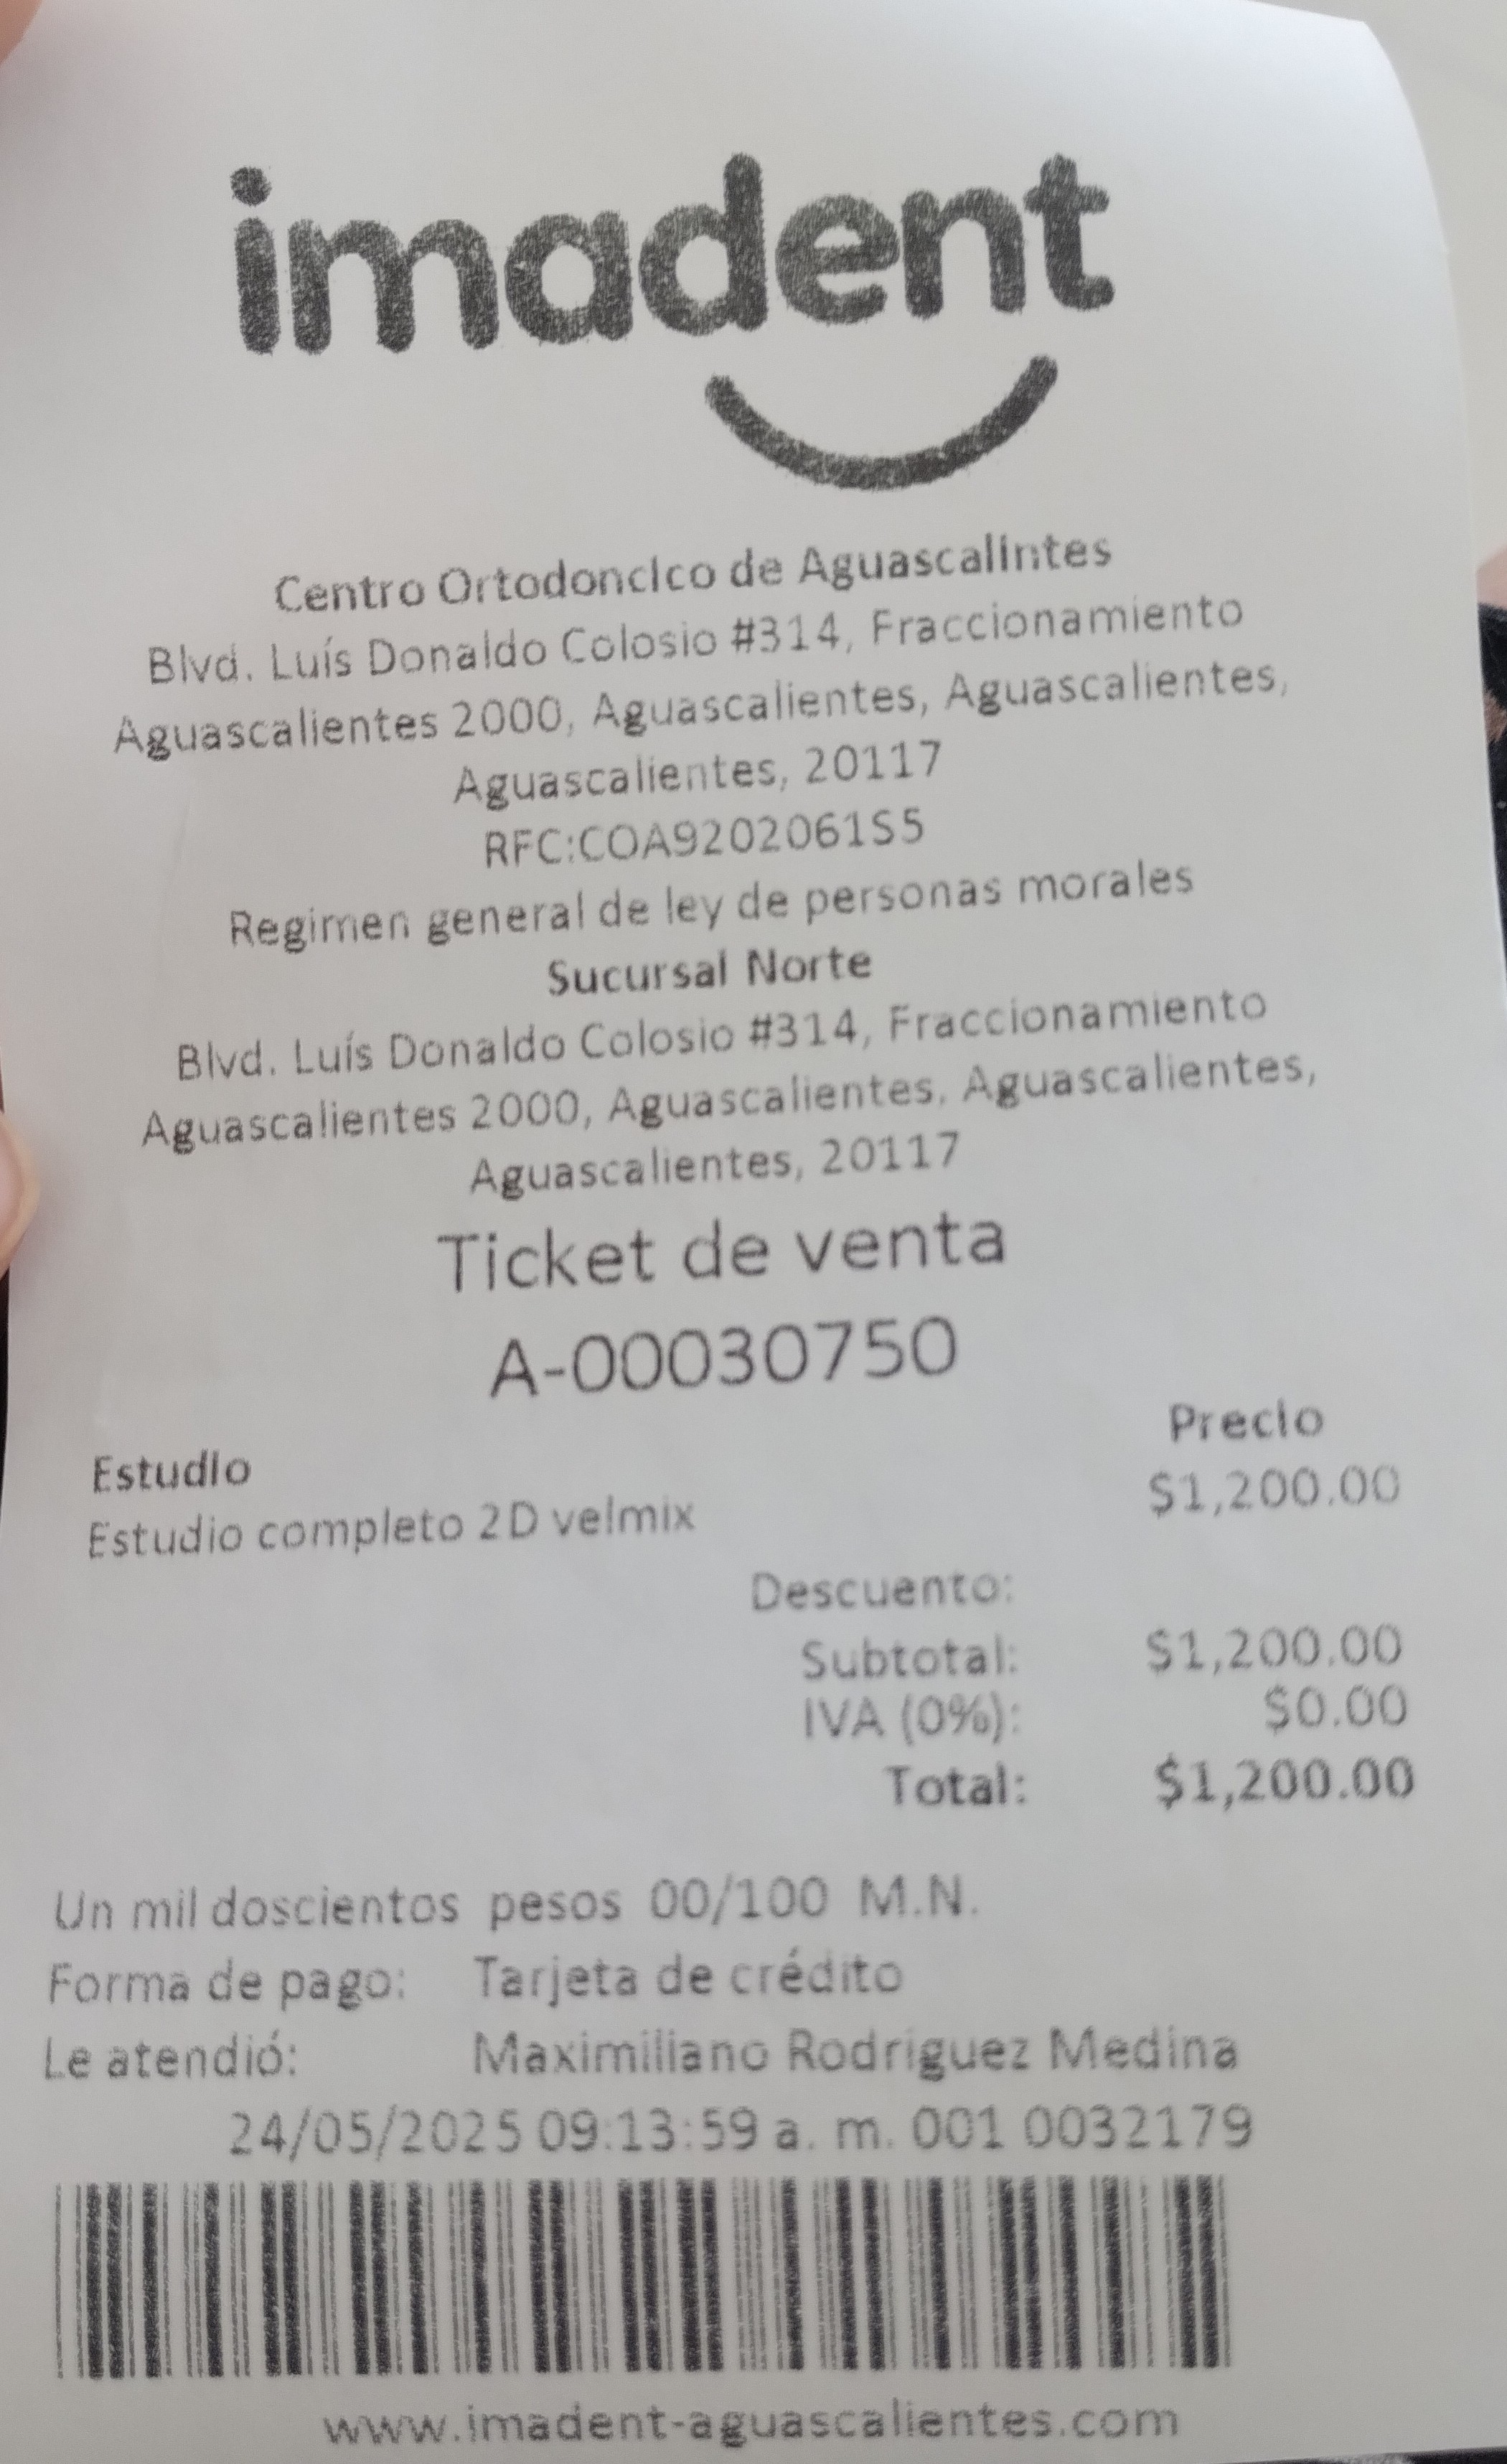 imadent
Centro Ortodoncico de Aguascalintes
Blvd. Luís Donaldo Colosio #314, Fraccionamiento
Aguascalientes 2000, Aguascalientes, Aguascalientes,
Aguascalientes, 20117
RFC:COA9202061S5
Regimen general de ley de personas morales
Sucursal Norte
Blvd. Luís Donaldo Colosio #314, Fraccionamiento
Aguascalientes 2000, Aguascalientes, Aguascalientes,
Aguascalientes, 20117
Ticket de venta
A-00030750
Estudio Precio
Estudio completo 2D velmix $1,200.00
Descuento:
Subtotal: $1,200.00
IVA (0%): $0.00
Total: $1,200.00
Un mil doscientos pesos 00/100 M.N.
Forma de pago: Tarjeta de crédito
Le atendió: Maximiliano Rodriguez Medina
24/05/2025 09:13:59 a. m. 001 0032179
www.imadent-aguascalientes.com